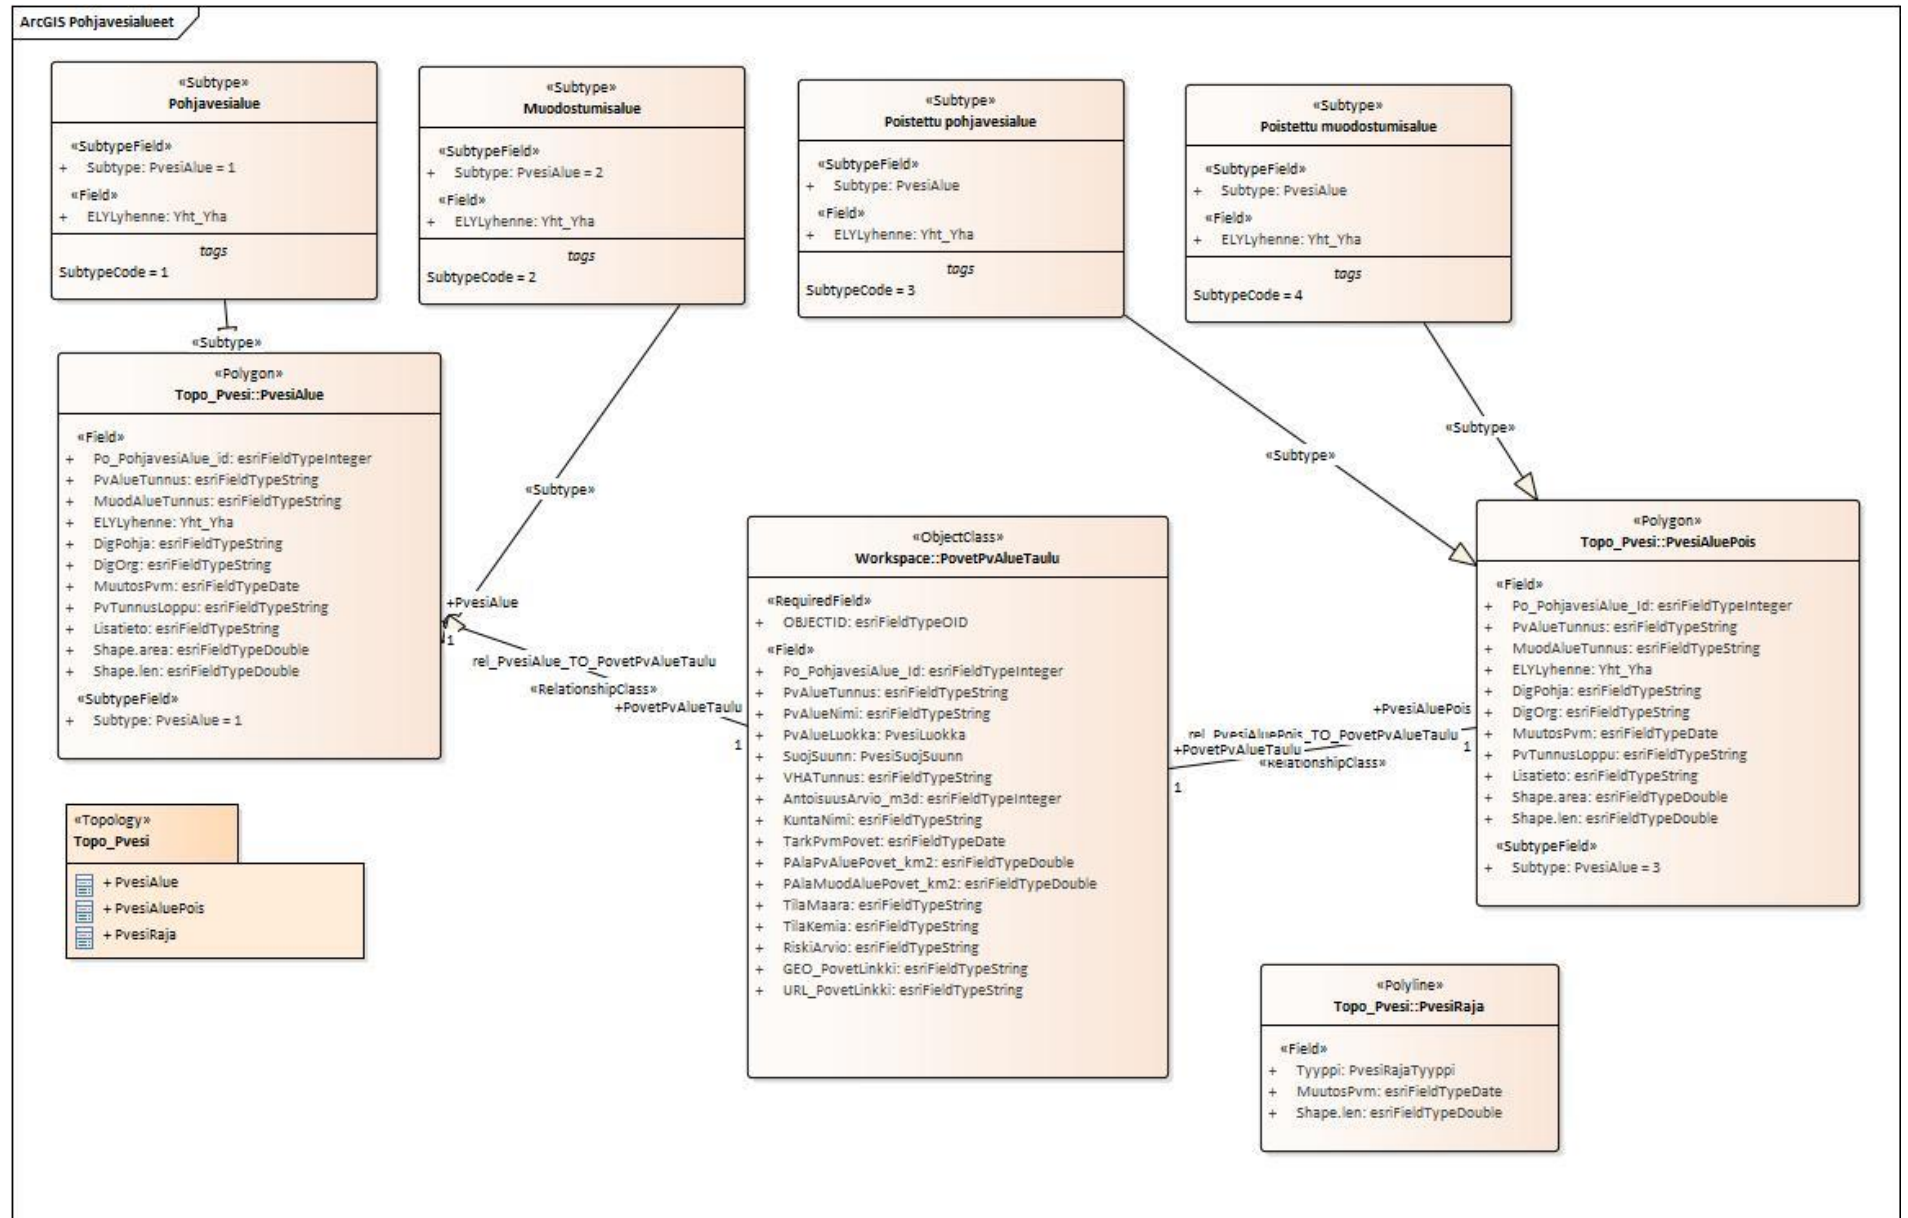 ArcGIS Pohjavesialueet
«Subtype»
Pohjavesialue
«SubtypeField»
+ Subtype: PvesiAlue = 1
«Field»
+ ELYLyhenne: Yht_Yha
tags
SubtypeCode = 1
«Subtype»
Muodostumisalue
«SubtypeField»
+ Subtype: PvesiAlue = 2
«Field»
+ ELYLyhenne: Yht_Yha
tags
SubtypeCode = 2
«Subtype»
Poistettu pohjavesialue
«SubtypeField»
+ Subtype: PvesiAlue
«Field»
+ ELYLyhenne: Yht_Yha
tags
SubtypeCode = 3
«Subtype»
Poistettu muodostumisalue
«SubtypeField»
+ Subtype: PvesiAlue
«Field»
+ ELYLyhenne: Yht_Yha
tags
SubtypeCode = 4
«Subtype»
«Subtype»
«Subtype»
«Subtype»
«Polygon»
Topo_Pvesi::PvesiAlue
«Field»
+ Po_PohjavesiAlue_id: esriFieldTypeInteger
+ PvAlueTunnus: esriFieldTypeString
+ MuodAlueTunnus: esriFieldTypeString
+ ELYLyhenne: Yht_Yha
+ DigPohja: esriFieldTypeString
+ DigOrg: esriFieldTypeString
+ MuutosPvm: esriFieldTypeDate
+ PvTunnusLoppu: esriFieldTypeString
+ Lisatieto: esriFieldTypeString
+ Shape.area: esriFieldTypeDouble
+ Shape.len: esriFieldTypeDouble
«SubtypeField»
+ Subtype: PvesiAlue = 1
+PvesiAlue
1
rel_PvesiAlue_TO_PovetPvAlueTaulu
«RelationshipClass»
+PovetPvAlueTaulu
1
«ObjectClass»
Workspace::PovetPvAlueTaulu
«RequiredField»
+ OBJECTID: esriFieldTypeOID
«Field»
+ Po_PohjavesiAlue_Id: esriFieldTypeInteger
+ PvAlueTunnus: esriFieldTypeString
+ PvAlueNimi: esriFieldTypeString
+ PvAlueLuokka: PvesiLuokka
+ SuojSuunn: PvesiSuojSuunn
+ VHATunnus: esriFieldTypeString
+ AntoisuusArvio_m3d: esriFieldTypeInteger
+ KuntaNimi: esriFieldTypeString
+ TarkPvmPovet: esriFieldTypeDate
+ PAlaPvAluePovet_km2: esriFieldTypeDouble
+ PAlaMuodAluePovet_km2: esriFieldTypeDouble
+ TilaMaara: esriFieldTypeString
+ TilaKemia: esriFieldTypeString
+ RiskiArvio: esriFieldTypeString
+ GEO_PovetLinkki: esriFieldTypeString
+ URL_PovetLinkki: esriFieldTypeString
+PvesiAluePois
rel_PvesiAluePois_TO_PovetPvAlueTaulu
1
+PovetPvAlueTaulu
«RelationshipClass»
1
«Polygon»
Topo_Pvesi::PvesiAluePois
«Field»
+ Po_PohjavesiAlue_Id: esriFieldTypeInteger
+ PvAlueTunnus: esriFieldTypeString
+ MuodAlueTunnus: esriFieldTypeString
+ ELYLyhenne: Yht_Yha
+ DigPohja: esriFieldTypeString
+ DigOrg: esriFieldTypeString
+ MuutosPvm: esriFieldTypeDate
+ PvTunnusLoppu: esriFieldTypeString
+ Lisatieto: esriFieldTypeString
+ Shape.area: esriFieldTypeDouble
+ Shape.len: esriFieldTypeDouble
«SubtypeField»
+ Subtype: PvesiAlue = 3
«Topology»
Topo_Pvesi
+ PvesiAlue
+ PvesiAluePois
+ PvesiRaja
«Polyline»
Topo_Pvesi::PvesiRaja
«Field»
+ Tyyppi: PvesiRajaTyyppi
+ MuutosPvm: esriFieldTypeDate
+ Shape.len: esriFieldTypeDouble